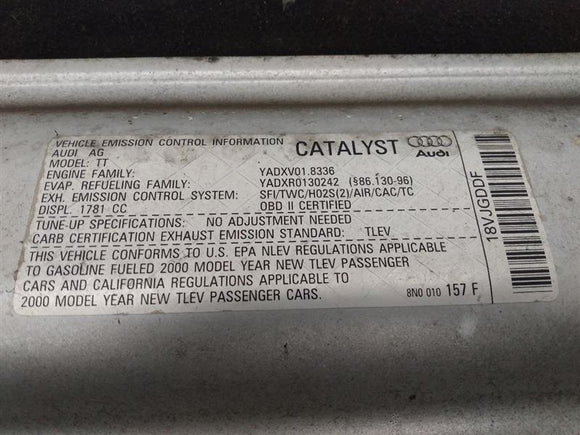 VEHICLE EMISSION CONTROL INFORMATION CATALYST
AUDI AG
Audi
MODEL: TT
ENGINE FAMILY: YADXV01.8336
EVAP. REFUELING FAMILY: YADXR0130242 (§86.130-96)
EXH. EMISSION CONTROL SYSTEM: SFI/TWC/HO2S(2)/AIR/CAC/TC
DISPL. 1781 CC OBD II CERTIFIED
TUNE-UP SPECIFICATIONS: NO ADJUSTMENT NEEDED
CARB CERTIFICATION EXHAUST EMISSION STANDARD: TLEV
THIS VEHICLE CONFORMS TO U.S. EPA NLEV REGULATIONS APPLICABLE
TO GASOLINE FUELED 2000 MODEL YEAR NEW TLEV PASSENGER
CARS AND CALIFORNIA REGULATIONS APPLICABLE TO
2000 MODEL YEAR NEW TLEV PASSENGER CARS.
8N0 010 157 F
18VJGDDF